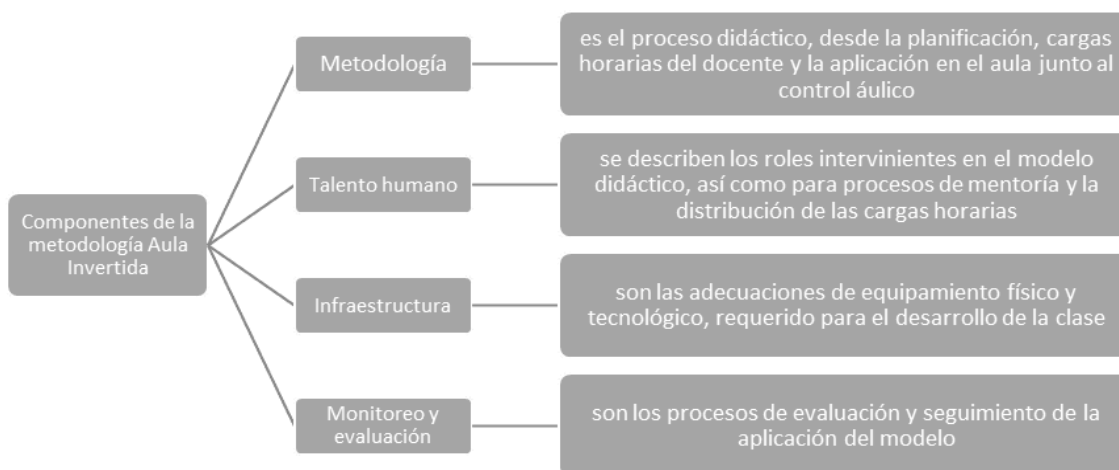 Componentes de la
metodología Aula
Invertida
Metodología
es el proceso didáctico, desde la planificación, cargas
horarias del docente y la aplicación en el aula junto al
control áulico
Talento humano
se describen los roles intervinientes en el modelo
didáctico, así como para procesos de mentoría y la
distribución de las cargas horarias
Infraestructura
son las adecuaciones de equipamiento físico y
tecnológico, requerido para el desarrollo de la clase
Monitoreo y
evaluación
son los procesos de evaluación y seguimiento de la
aplicación del modelo